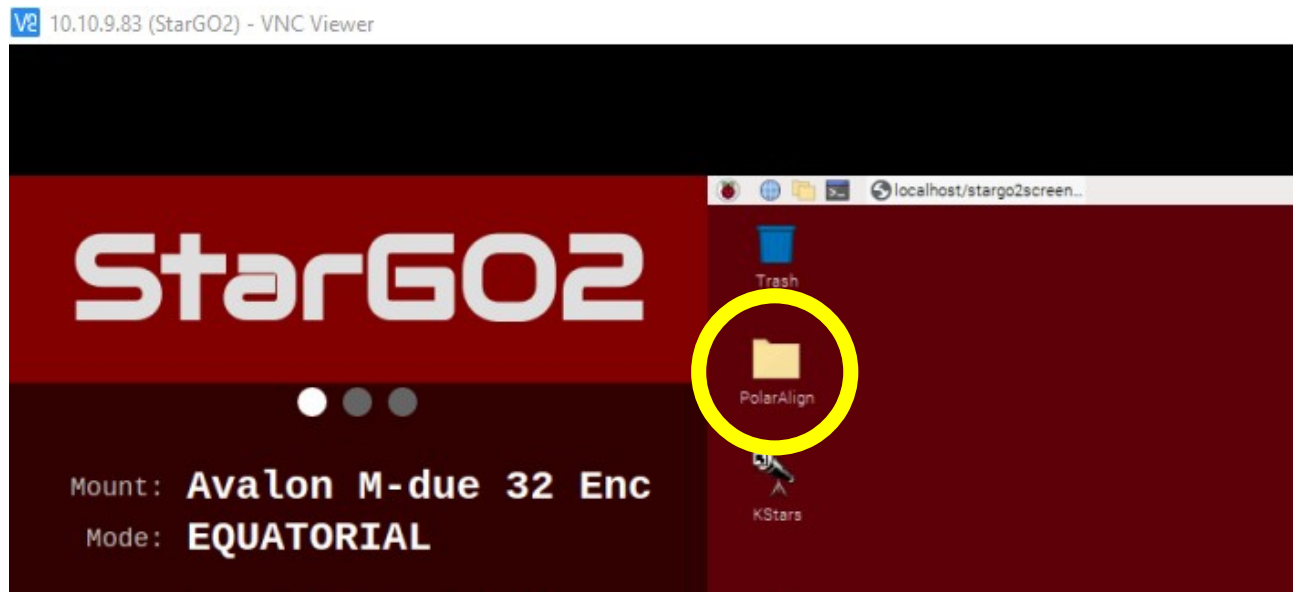 10.10.9.83 (StarGO2) - VNC Viewer
localhost/stargo2screen...
StarGO2
Trash
PolarAlign
Mount: Avalon M-due 32 Enc
Mode: EQUATORIAL
KStars